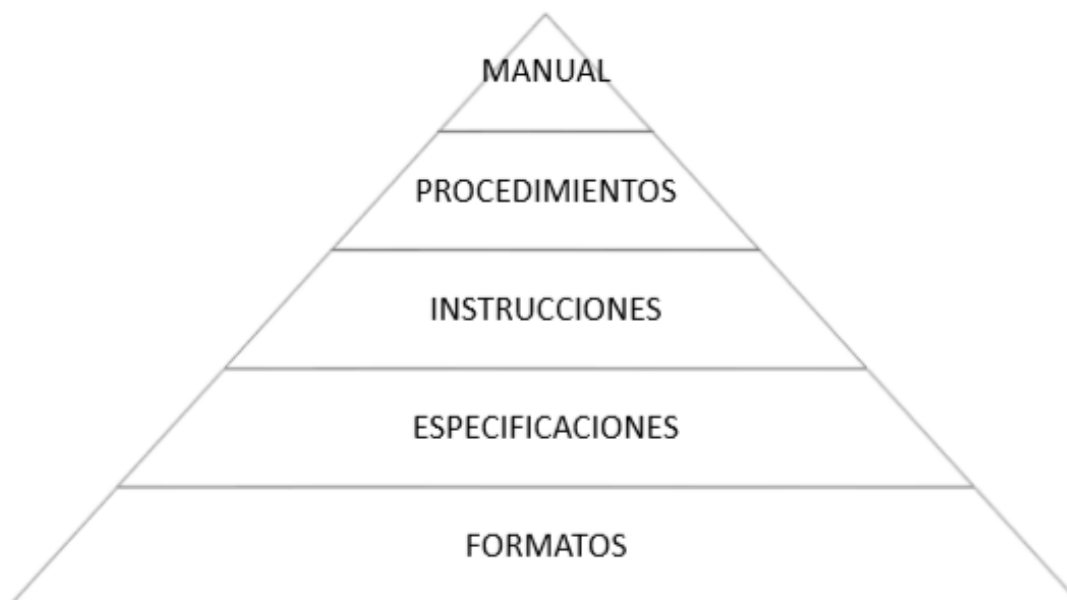 MANUAL
PROCEDIMIENTOS
INSTRUCCIONES
ESPECIFICACIONES
FORMATOS